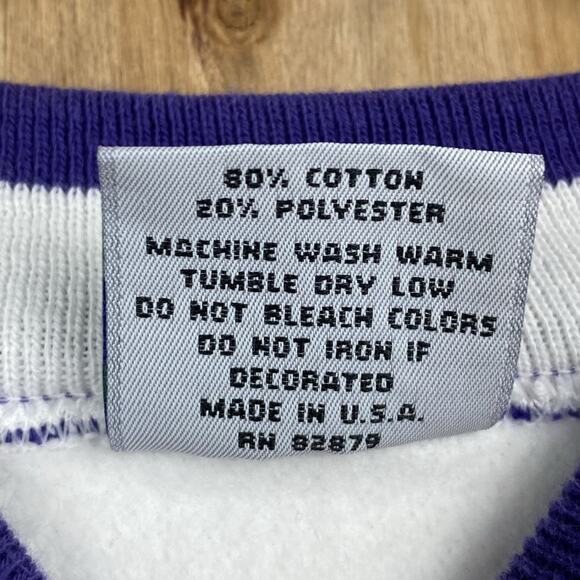 80% COTTON
20% POLYESTER
MACHINE WASH WARM
TUMBLE DRY LOW
DO NOT BLEACH COLORS
DO NOT IRON IF
DECORATED
MADE IN U.S.A.
RN 82879